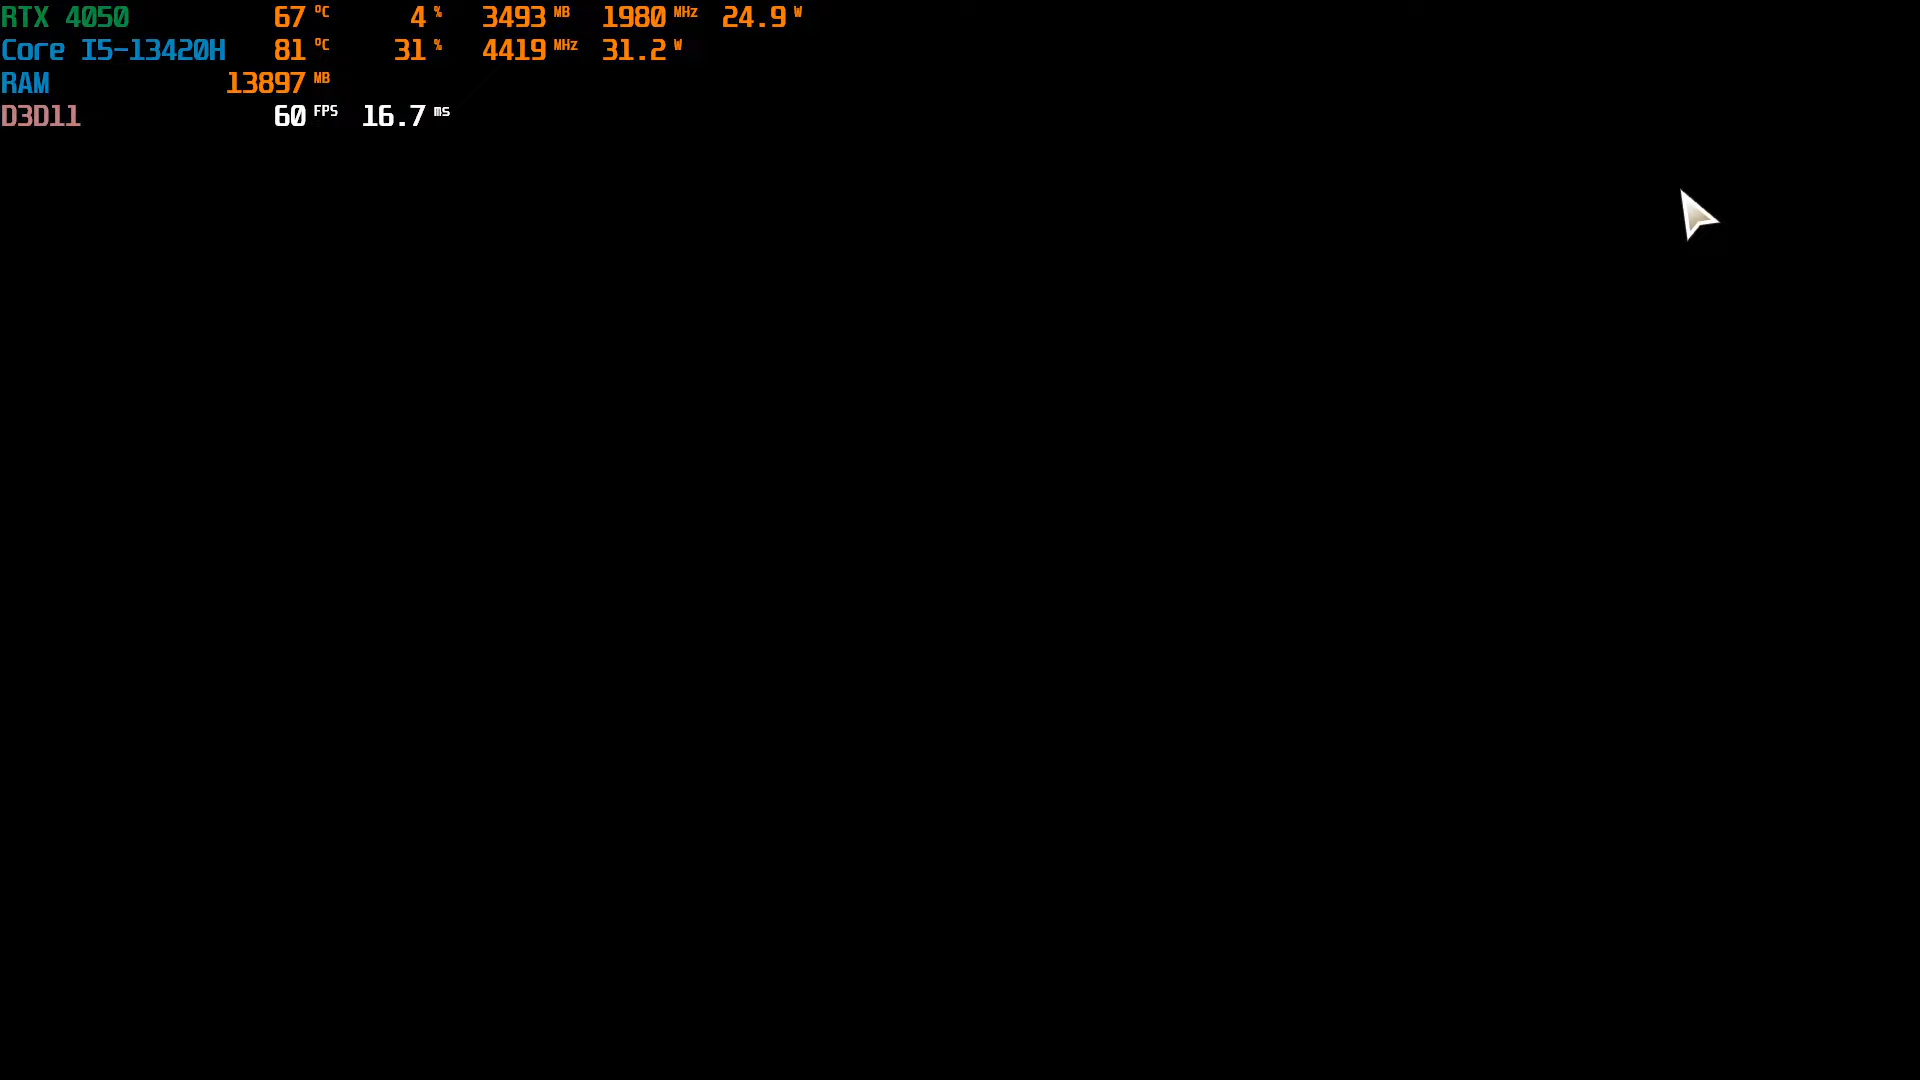 RTX 4050 67 °C 4 % 3493 MB 1980 MHz 24.9 W
Core I5-13420H 81 °C 31 % 4419 MHz 31.2 W
RAM 13897 MB
D3D11 60 FPS 16.7 ms